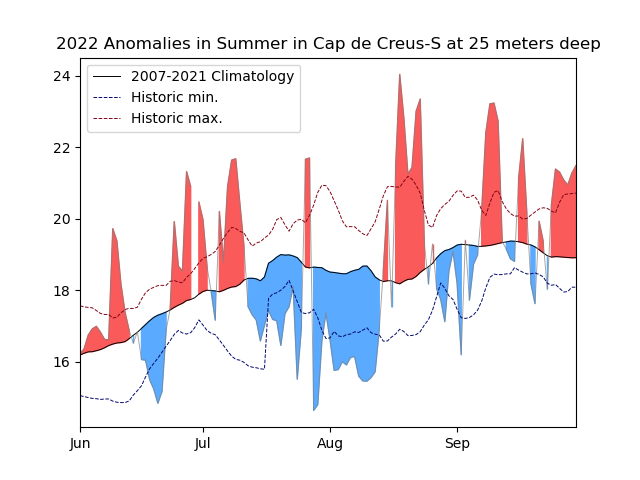 2022 Anomalies in Summer in Cap de Creus-S at 25 meters deep
2007-2021 Climatology
Historic min.
Historic max.
24
22
20
18
16
Jun
Jul
Aug
Sep